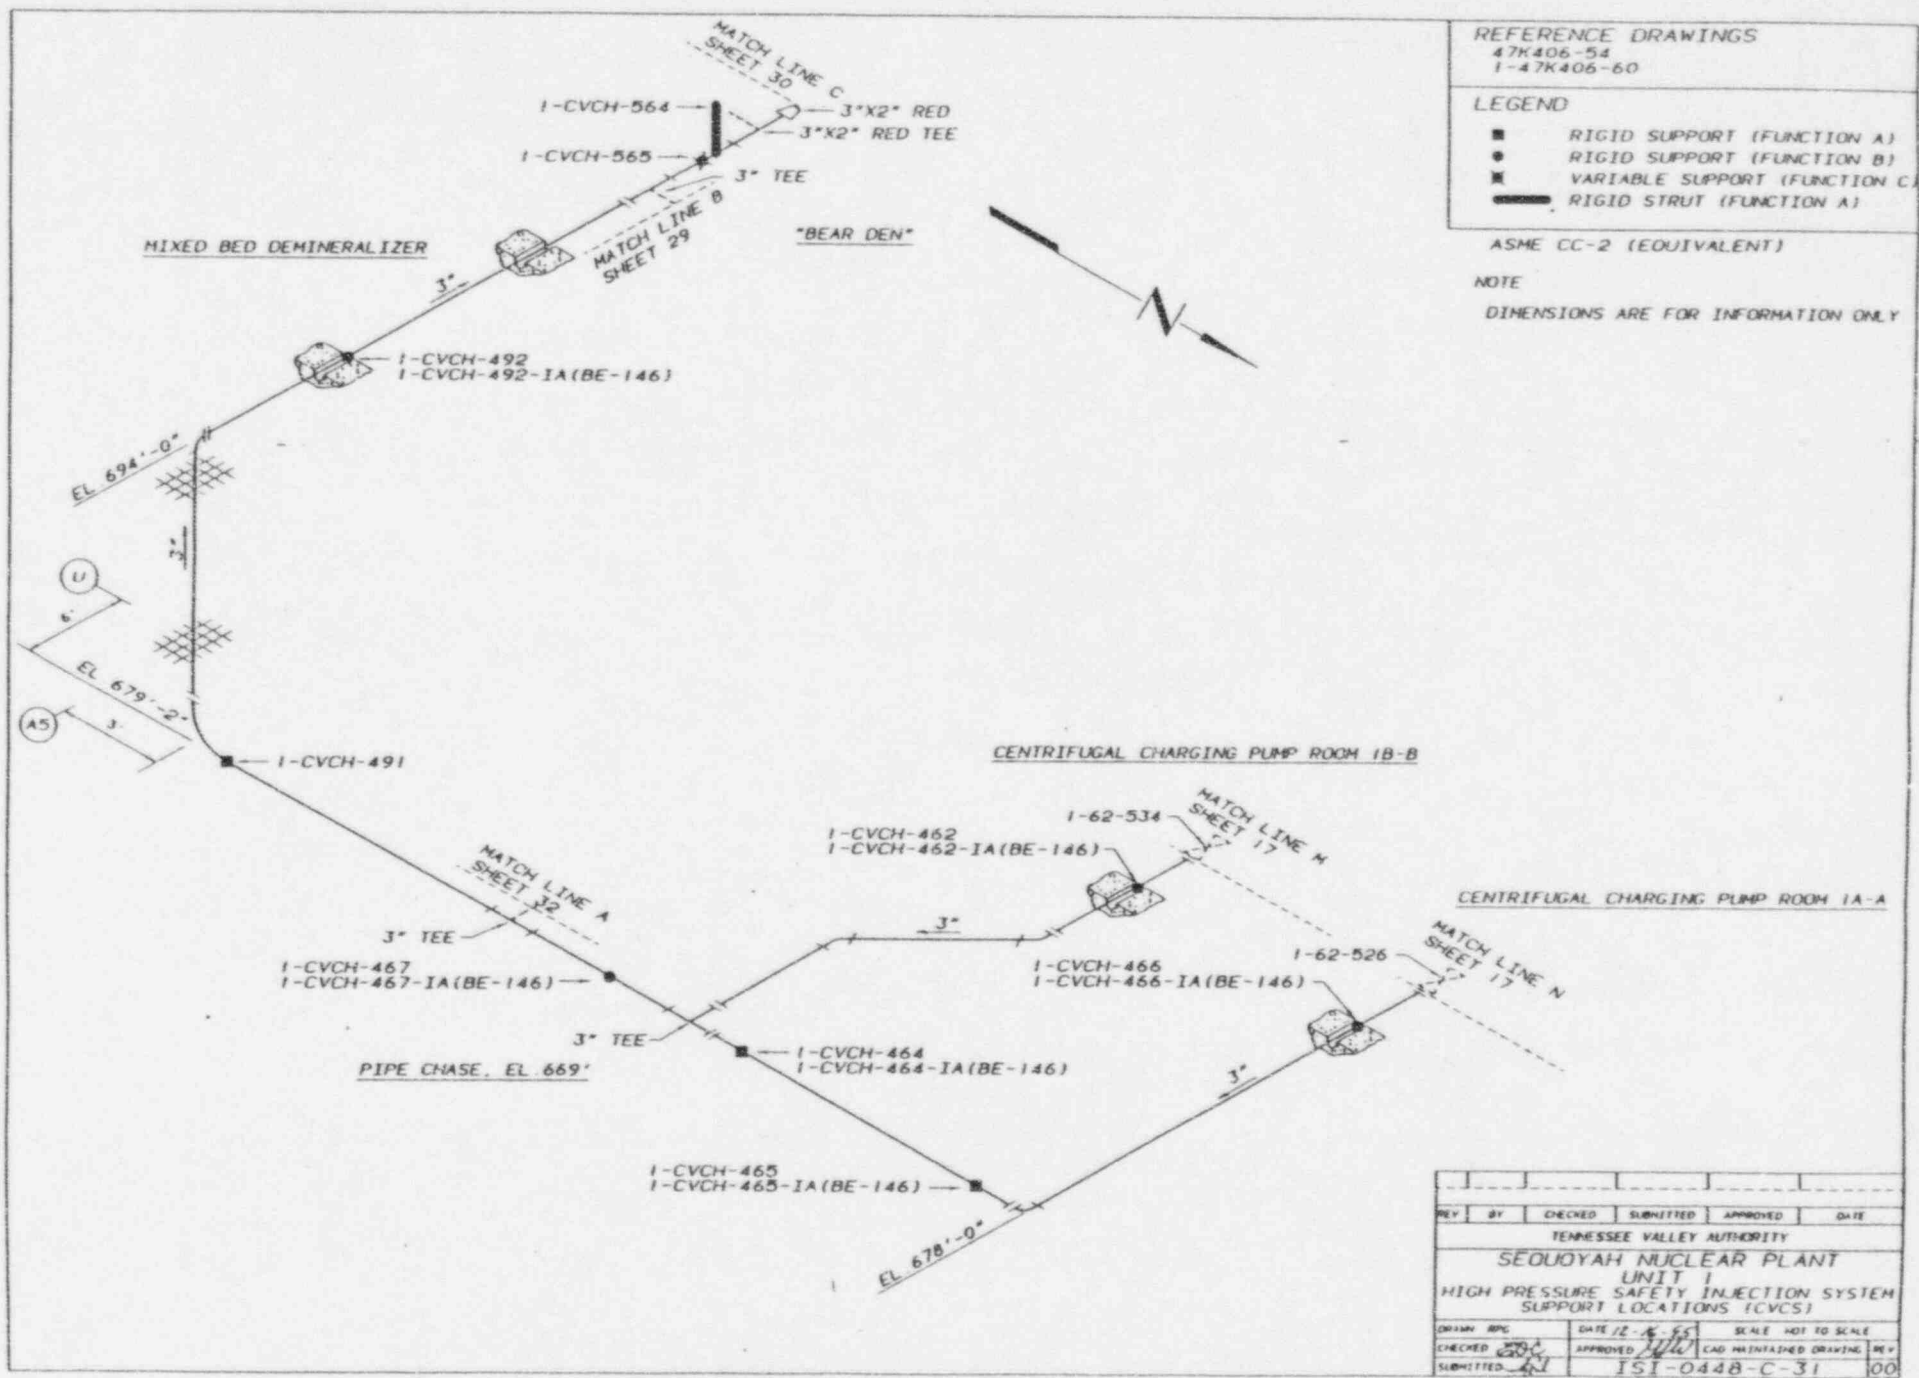 REFERENCE DRAWINGS
47K406-54
1-47K406-60
LEGEND
RIGID SUPPORT (FUNCTION A)
RIGID SUPPORT (FUNCTION B)
VARIABLE SUPPORT (FUNCTION C)
RIGID STRUT (FUNCTION A)
ASME CC-2 (EQUIVALENT)
NOTE
DIMENSIONS ARE FOR INFORMATION ONLY
MATCH LINE C
SHEET 30
1-CVCH-564
3"X2" RED
3"X2" RED TEE
1-CVCH-565
3" TEE
MATCH LINE B
SHEET 29
"BEAR DEN"
MIXED BED DEMINERALIZER
3"
N
1-CVCH-492
1-CVCH-492-IA(BE-146)
EL 694'-0"
3"
U
6'
EL 679'-2"
A5
3'
1-CVCH-491
CENTRIFUGAL CHARGING PUMP ROOM 1B-B
MATCH LINE M
SHEET 17
1-62-534
1-CVCH-462
1-CVCH-462-IA(BE-146)
MATCH LINE A
SHEET 32
CENTRIFUGAL CHARGING PUMP ROOM 1A-A
3" TEE
3"
MATCH LINE N
SHEET 17
1-62-526
1-CVCH-467
1-CVCH-467-IA(BE-146)
1-CVCH-466
1-CVCH-466-IA(BE-146)
3" TEE
1-CVCH-464
1-CVCH-464-IA(BE-146)
PIPE CHASE, EL 669'
3"
1-CVCH-465
1-CVCH-465-IA(BE-146)
EL 678'-0"
REV BY CHECKED SUBMITTED APPROVED DATE
TENNESSEE VALLEY AUTHORITY
SEQUOYAH NUCLEAR PLANT
UNIT 1
HIGH PRESSURE SAFETY INJECTION SYSTEM
SUPPORT LOCATIONS (CVCS)
DRAWN RPG DATE SCALE NOT TO SCALE
CHECKED APPROVED CAD MAINTAINED DRAWING REV
SUBMITTED ISI-0448-C-31 00